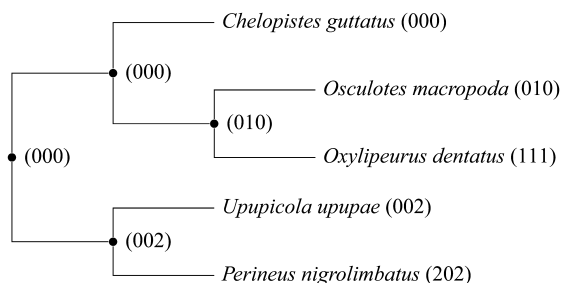 Chelopistes guttatus (000)
(000)
Osculotes macropoda (010)
(010)
(000)
Oxylipeurus dentatus (111)
Upupicola upupae (002)
(002)
Perineus nigrolimbatus (202)